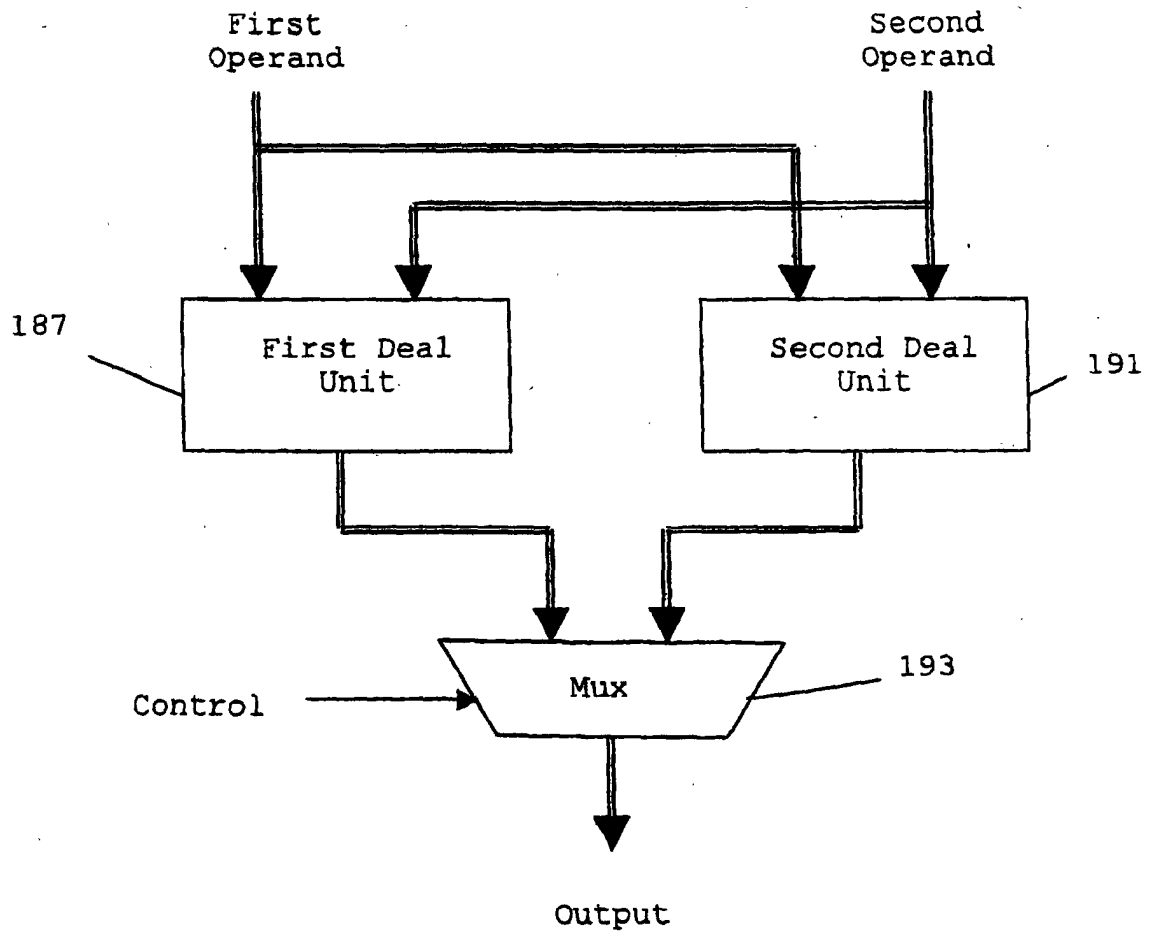 First
Operand
Second
Operand
187
First Deal
Unit
Second Deal
Unit
191
Mux
193
Control
Output